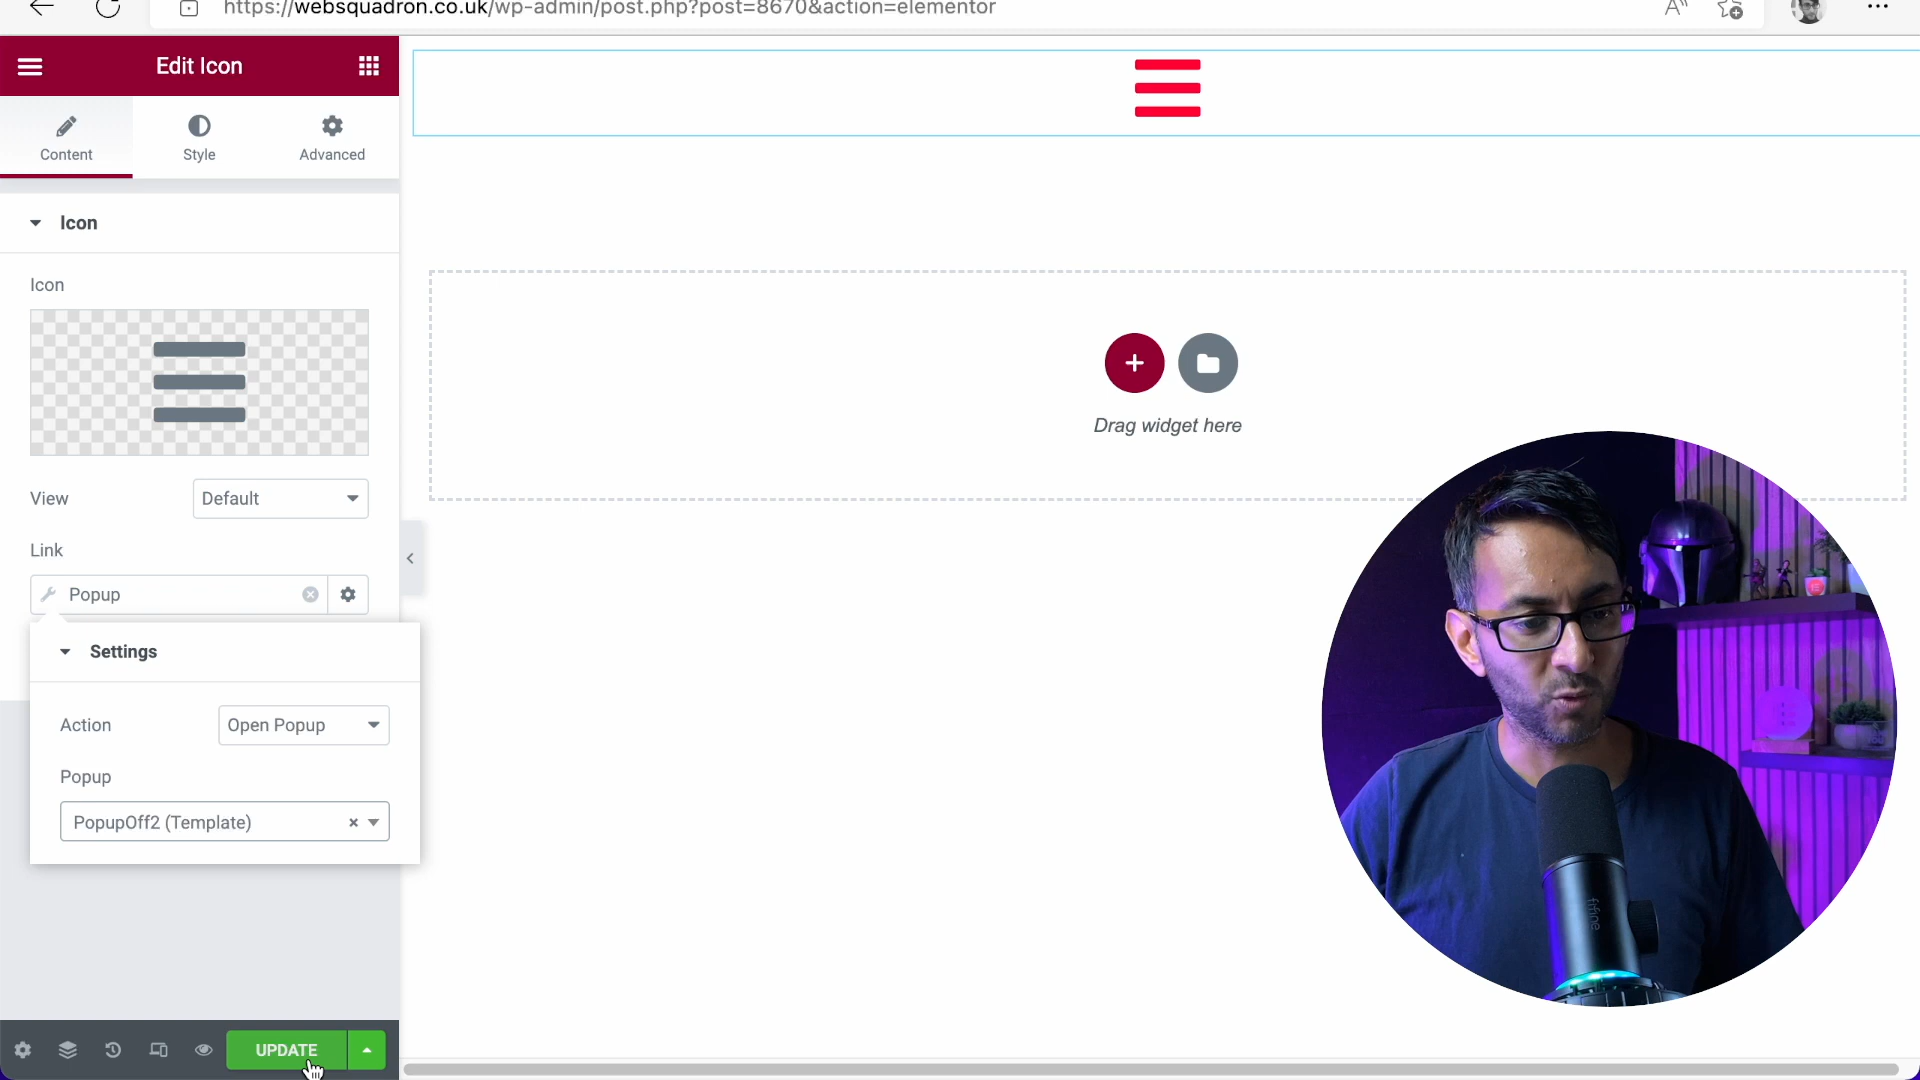 https://websquadron.co.uk/wp-admin/post.php?post=8670&action=elementor
Edit Icon
Content
Style
Advanced
Icon
Icon
View
Default
Link
Popup
Settings
Action
Open Popup
Popup
PopupOff2 (Template)
UPDATE
Drag widget here
fifine